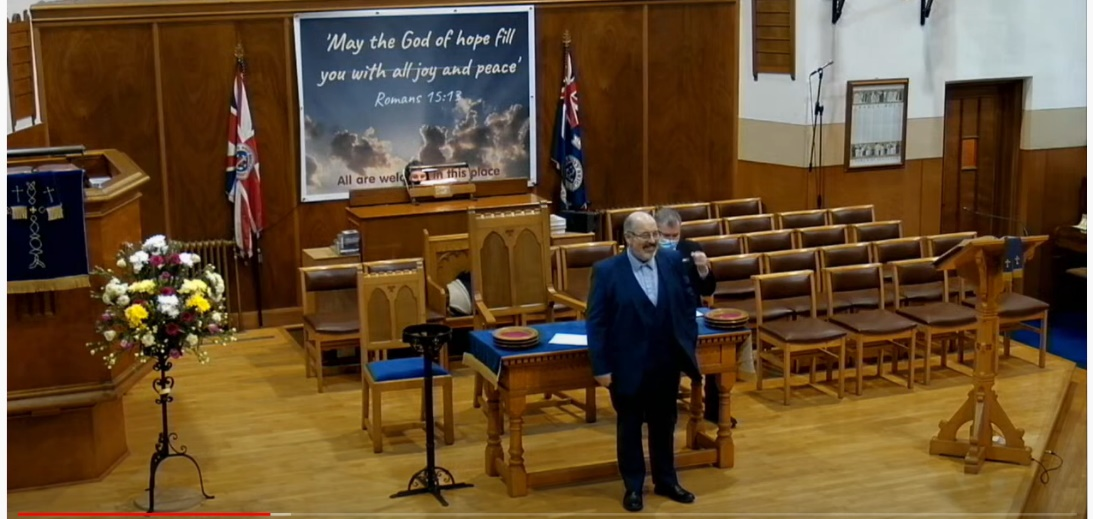 'May the God of hope fill
you with all joy and peace'
Romans 15:13
All are welc in this place